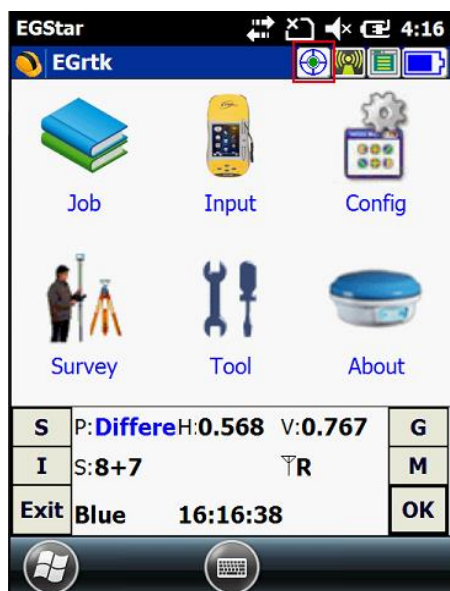 EGStar 4:16
EGrtk
Job Input Config
Survey Tool About
S P:Differe H:0.568 V:0.767 G
I S:8+7 R M
Exit Blue 16:16:38 OK